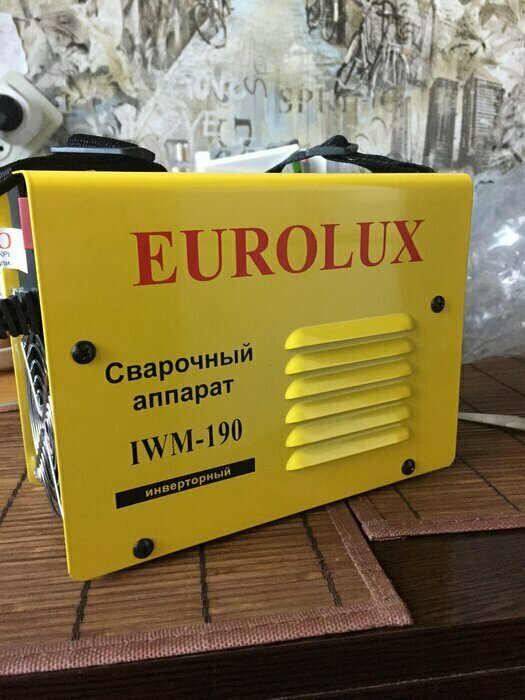 EUROLUX
Сварочный
аппарат
IWM-190
инверторный